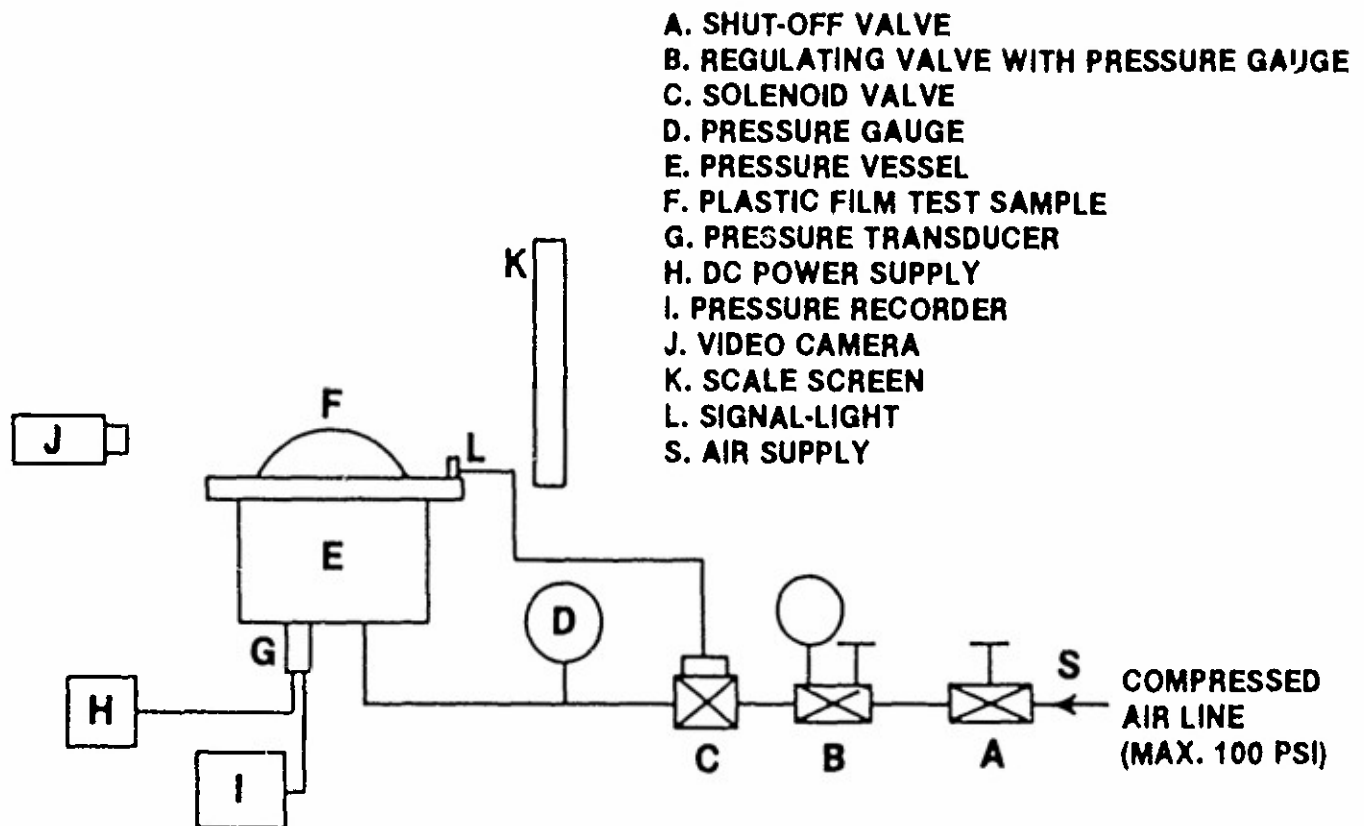 A. SHUT-OFF VALVE
B. REGULATING VALVE WITH PRESSURE GAUGE
C. SOLENOID VALVE
D. PRESSURE GAUGE
E. PRESSURE VESSEL
F. PLASTIC FILM TEST SAMPLE
G. PRESSURE TRANSDUCER
H. DC POWER SUPPLY
I. PRESSURE RECORDER
J. VIDEO CAMERA
K. SCALE SCREEN
L. SIGNAL-LIGHT
S. AIR SUPPLY
K
F
J
L
E
D
G
S
H
COMPRESSED
AIR LINE
(MAX. 100 PSI)
C
B
A
I